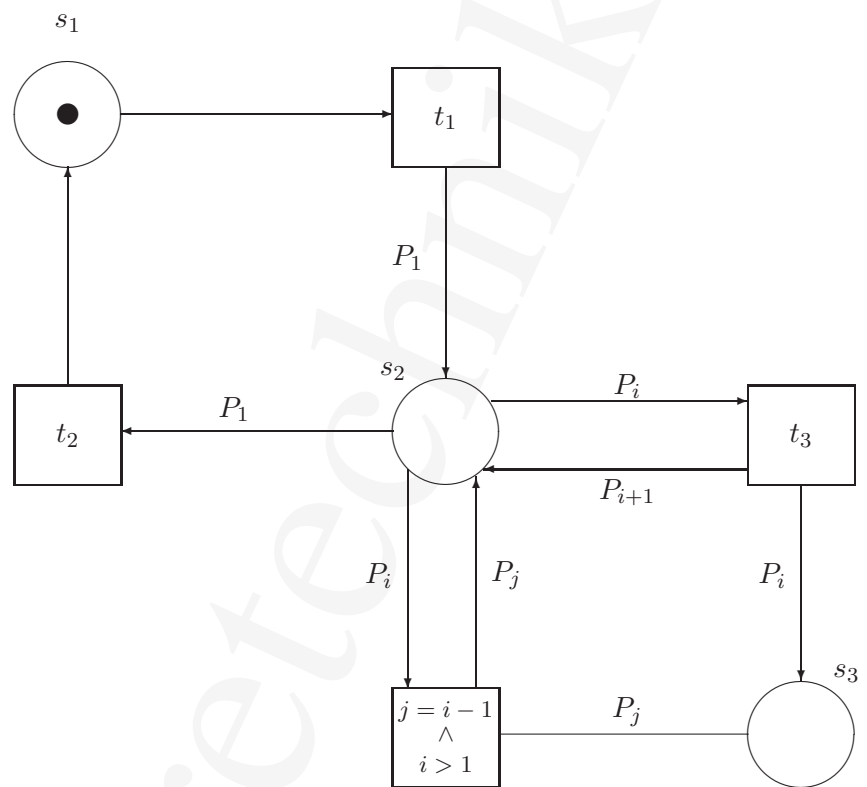 s₁
t₁
P₁
s₂
P₁
t₂
Pᵢ
t₃
Pᵢ₊₁
Pᵢ
Pⱼ
Pᵢ
s₃
j = i − 1
∧
i > 1
Pⱼ